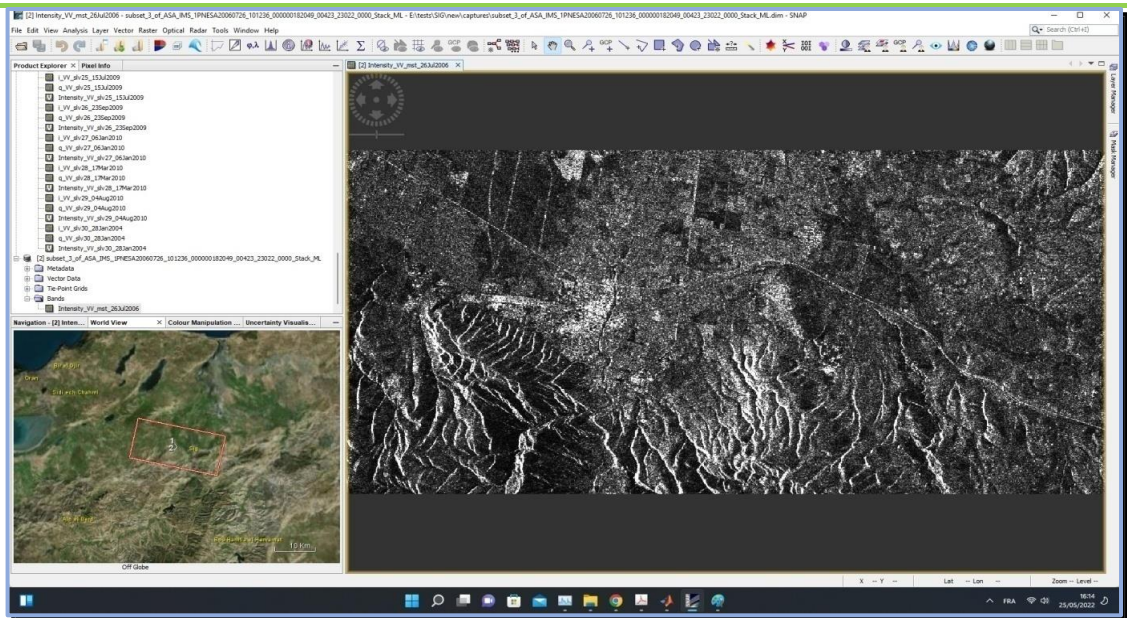 [2] Intensity_VV_mst_26Jul2006 - subset_3_of_ASA_IMS_1PNESA20060726_101236_000000182049_00423_23022_0000_Stack_ML - E:\tests\SIG\new\captures\subset_3_of_ASA_IMS_1PNESA20060726_101236_000000182049_00423_23022_0000_Stack_ML.dim - SNAP
File Edit View Analysis Layer Vector Raster Optical Radar Tools Window Help
Search (Ctrl+I)
Product Explorer × Pixel Info
[2] Intensity_VV_mst_26Jul2006 ×
i_VV_slv25_15Jul2009
q_VV_slv25_15Jul2009
Intensity_VV_slv25_15Jul2009
i_VV_slv26_23Sep2009
q_VV_slv26_23Sep2009
Intensity_VV_slv26_23Sep2009
i_VV_slv27_06Jan2010
q_VV_slv27_06Jan2010
Intensity_VV_slv27_06Jan2010
i_VV_slv28_17Mar2010
q_VV_slv28_17Mar2010
Intensity_VV_slv28_17Mar2010
i_VV_slv29_04Aug2010
q_VV_slv29_04Aug2010
Intensity_VV_slv29_04Aug2010
i_VV_slv30_28Jan2004
q_VV_slv30_28Jan2004
Intensity_VV_slv30_28Jan2004
[2] subset_3_of_ASA_IMS_1PNESA20060726_101236_000000182049_00423_23022_0000_Stack_ML
Metadata
Vector Data
Tie-Point Grids
Bands
Intensity_VV_mst_26Jul2006
Layer Manager
Mask Manager
Navigation - [2] Inten... World View × Colour Manipulation ... Uncertainty Visualis...
Oran
Sig
10 Km
Off Globe
X -- Y -- Lat -- Lon -- Zoom -- Level --
FRA
16:14
25/05/2022